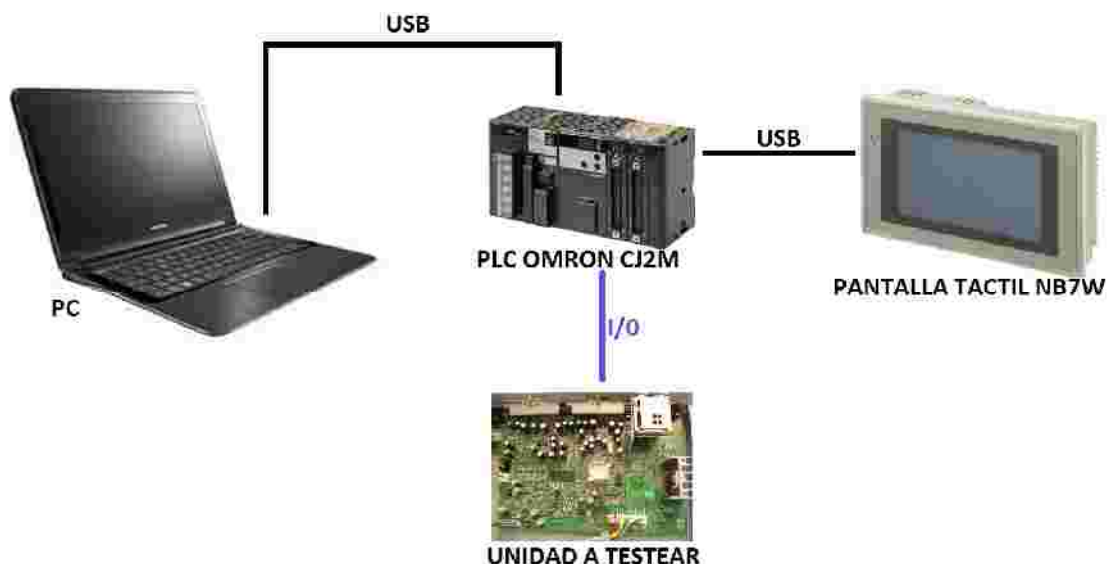 USB
USB
PLC OMRON CJ2M
PANTALLA TACTIL NB7W
PC
I/0
UNIDAD A TESTEAR